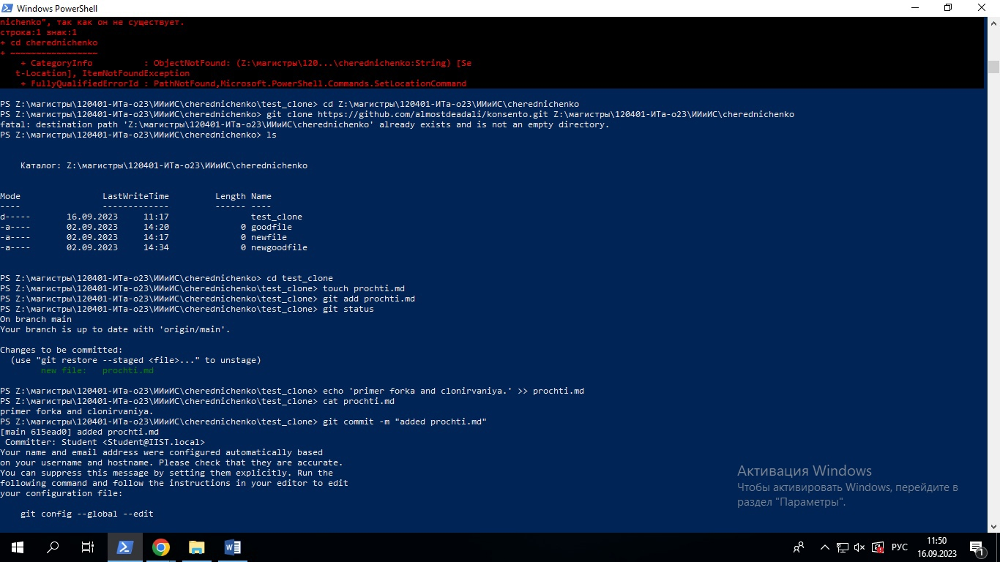 Windows PowerShell
nichenko", так как он не существует.
строка:1 знак:1
+ cd cherednichenko
+ ~~~~~~~~~~~~~~~~~
    + CategoryInfo          : ObjectNotFound: (Z:\магистры\120...\cherednichenko:String) [Se
   t-Location], ItemNotFoundException
    + FullyQualifiedErrorId : PathNotFound,Microsoft.PowerShell.Commands.SetLocationCommand
PS Z:\магистры\120401-ИТа-о23\ИИиИС\cherednichenko\test_clone> cd Z:\магистры\120401-ИТа-о23\ИИиИС\cherednichenko
PS Z:\магистры\120401-ИТа-о23\ИИиИС\cherednichenko> git clone https://github.com/almostdeadali/konsento.git Z:\магистры\120401-ИТа-о23\ИИиИС\cherednichenko
fatal: destination path 'Z:\магистры\120401-ИТа-о23\ИИиИС\cherednichenko' already exists and is not an empty directory.
PS Z:\магистры\120401-ИТа-о23\ИИиИС\cherednichenko> ls
    Каталог: Z:\магистры\120401-ИТа-о23\ИИиИС\cherednichenko
Mode                LastWriteTime         Length Name
----                -------------         ------ ----
d-----       16.09.2023     11:17                test_clone
-a----       02.09.2023     14:20              0 goodfile
-a----       02.09.2023     14:17              0 newfile
-a----       02.09.2023     14:34              0 newgoodfile
PS Z:\магистры\120401-ИТа-о23\ИИиИС\cherednichenko> cd test_clone
PS Z:\магистры\120401-ИТа-о23\ИИиИС\cherednichenko\test_clone> touch prochti.md
PS Z:\магистры\120401-ИТа-о23\ИИиИС\cherednichenko\test_clone> git add prochti.md
PS Z:\магистры\120401-ИТа-о23\ИИиИС\cherednichenko\test_clone> git status
On branch main
Your branch is up to date with 'origin/main'.
Changes to be committed:
  (use "git restore --staged <file>..." to unstage)
        new file:   prochti.md
PS Z:\магистры\120401-ИТа-о23\ИИиИС\cherednichenko\test_clone> echo 'primer forka and clonirvaniya.' >> prochti.md
PS Z:\магистры\120401-ИТа-о23\ИИиИС\cherednichenko\test_clone> cat prochti.md
primer forka and clonirvaniya.
PS Z:\магистры\120401-ИТа-о23\ИИиИС\cherednichenko\test_clone> git commit -m "added prochti.md"
[main 615ead0] added prochti.md
 Committer: Student <Student@IIST.local>
Your name and email address were configured automatically based
on your username and hostname. Please check that they are accurate.
You can suppress this message by setting them explicitly. Run the
following command and follow the instructions in your editor to edit
your configuration file:
    git config --global --edit
Активация Windows
Чтобы активировать Windows, перейдите в
раздел "Параметры".
РУС
11:50
16.09.2023
1